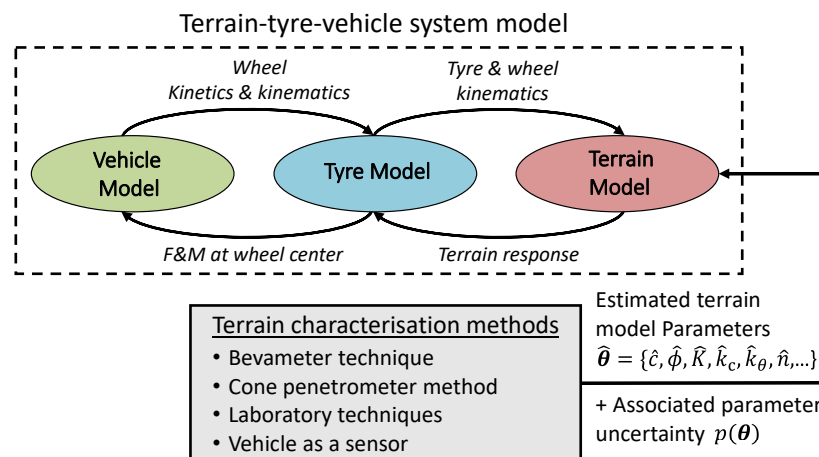 Terrain-tyre-vehicle system model
Wheel
Kinetics & kinematics
Tyre & wheel
kinematics
Vehicle
Model
Tyre Model
Terrain
Model
F&M at wheel center
Terrain response
Terrain characterisation methods
• Bevameter technique
• Cone penetrometer method
• Laboratory techniques
• Vehicle as a sensor
Estimated terrain
model Parameters
𝜽̂ = {ĉ, ϕ̂, K̂, k̂c, k̂θ, n̂,...}
+ Associated parameter
uncertainty p(𝜽)